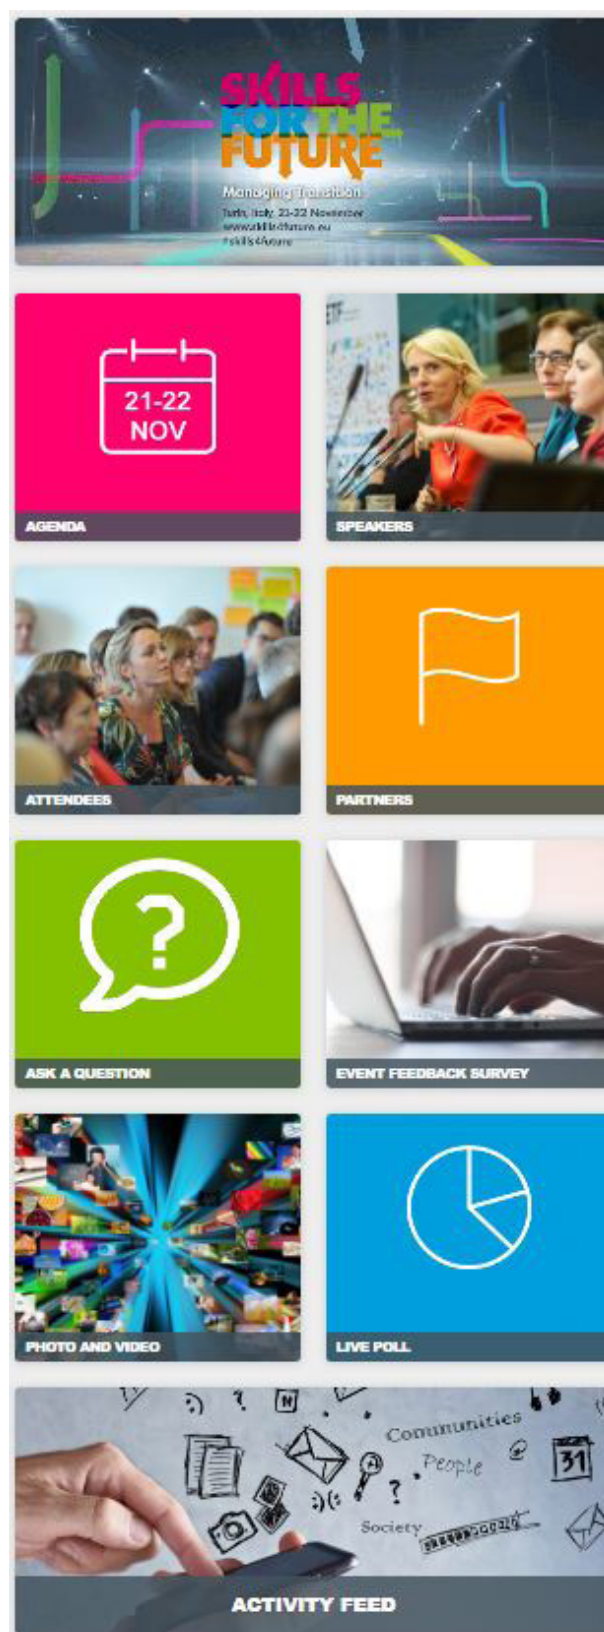 SKILLS
FOR THE
FUTURE
Managing Transition
Turin, Italy, 21-22 November
www.skills4future.eu
#skills4future
21-22
NOV
AGENDA
ETF
SPEAKERS
ATTENDEES
PARTNERS
?
ASK A QUESTION
EVENT FEEDBACK SURVEY
PHOTO AND VIDEO
LIVE POLL
Communities
People
@
31
Society
ACTIVITY FEED